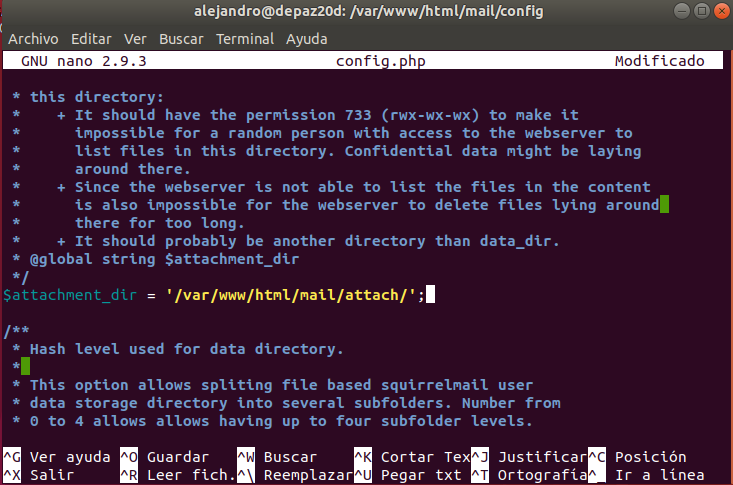 alejandro@depaz20d: /var/www/html/mail/config
Archivo Editar Ver Buscar Terminal Ayuda
GNU nano 2.9.3 config.php Modificado
* this directory:
* + It should have the permission 733 (rwx-wx-wx) to make it
* impossible for a random person with access to the webserver to
* list files in this directory. Confidential data might be laying
* around there.
* + Since the webserver is not able to list the files in the content
* is also impossible for the webserver to delete files lying around
* there for too long.
* + It should probably be another directory than data_dir.
* @global string $attachment_dir
*/
$attachment_dir = '/var/www/html/mail/attach/';
/**
* Hash level used for data directory.
*
* This option allows spliting file based squirrelmail user
* data storage directory into several subfolders. Number from
* 0 to 4 allows allows having up to four subfolder levels.
^G Ver ayuda ^O Guardar ^W Buscar ^K Cortar Tex^J Justificar^C Posición
^X Salir ^R Leer fich.^\ Reemplazar^U Pegar txt ^T Ortografía^_ Ir a línea